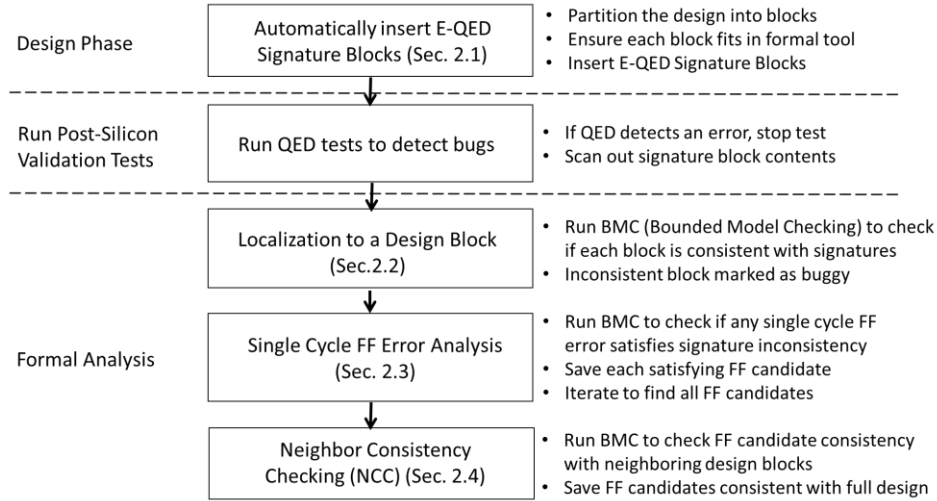 Design Phase
Automatically insert E-QED
Signature Blocks (Sec. 2.1)
• Partition the design into blocks
• Ensure each block fits in formal tool
• Insert E-QED Signature Blocks
Run Post-Silicon
Validation Tests
Run QED tests to detect bugs
• If QED detects an error, stop test
• Scan out signature block contents
Formal Analysis
Localization to a Design Block
(Sec.2.2)
• Run BMC (Bounded Model Checking) to check
if each block is consistent with signatures
• Inconsistent block marked as buggy
Single Cycle FF Error Analysis
(Sec. 2.3)
• Run BMC to check if any single cycle FF
error satisfies signature inconsistency
• Save each satisfying FF candidate
• Iterate to find all FF candidates
Neighbor Consistency
Checking (NCC) (Sec. 2.4)
• Run BMC to check FF candidate consistency
with neighboring design blocks
• Save FF candidates consistent with full design